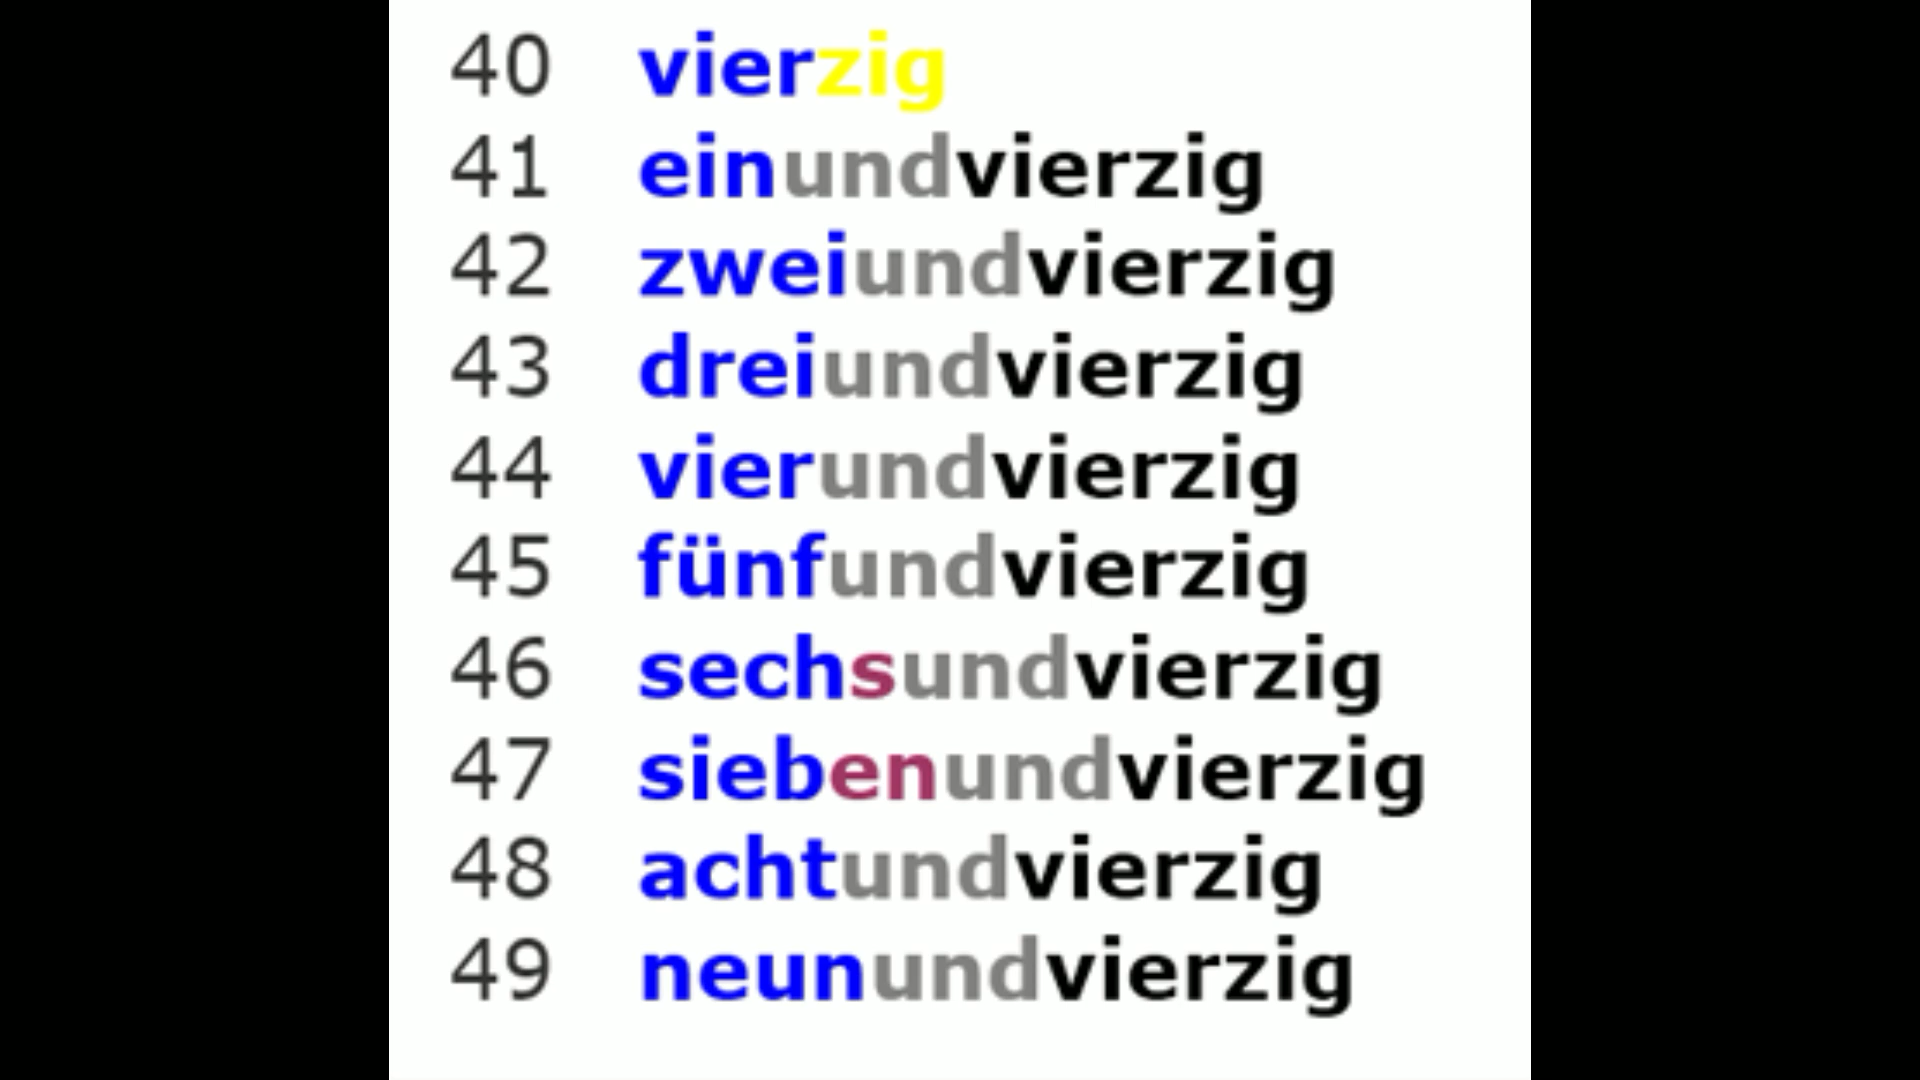 40 vierzig
41 einundvierzig
42 zweiundvierzig
43 dreiundvierzig
44 vierundvierzig
45 fünfundvierzig
46 sechsundvierzig
47 siebenundvierzig
48 achtundvierzig
49 neunundvierzig